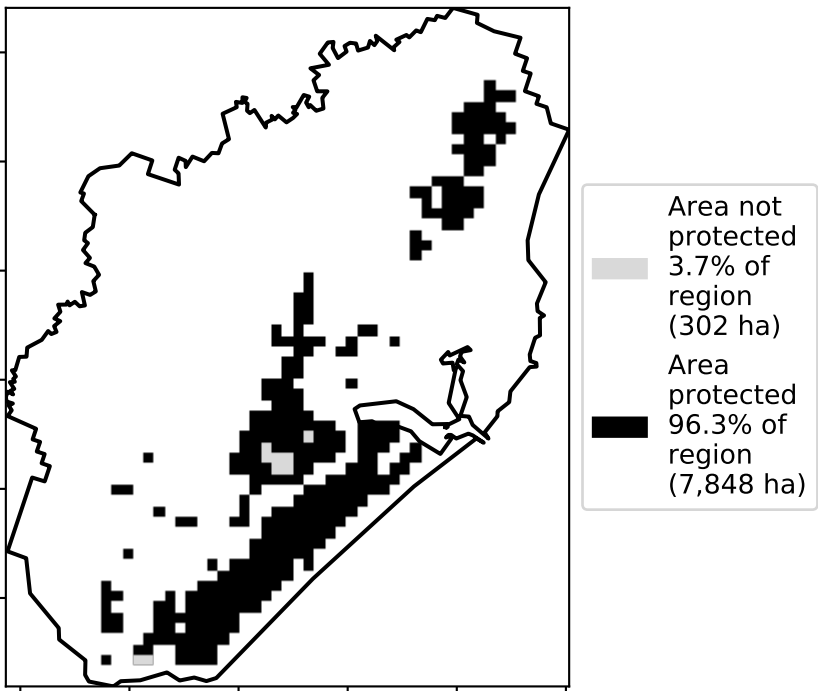 Area not
protected
3.7% of
region
(302 ha)
Area
protected
96.3% of
region
(7,848 ha)